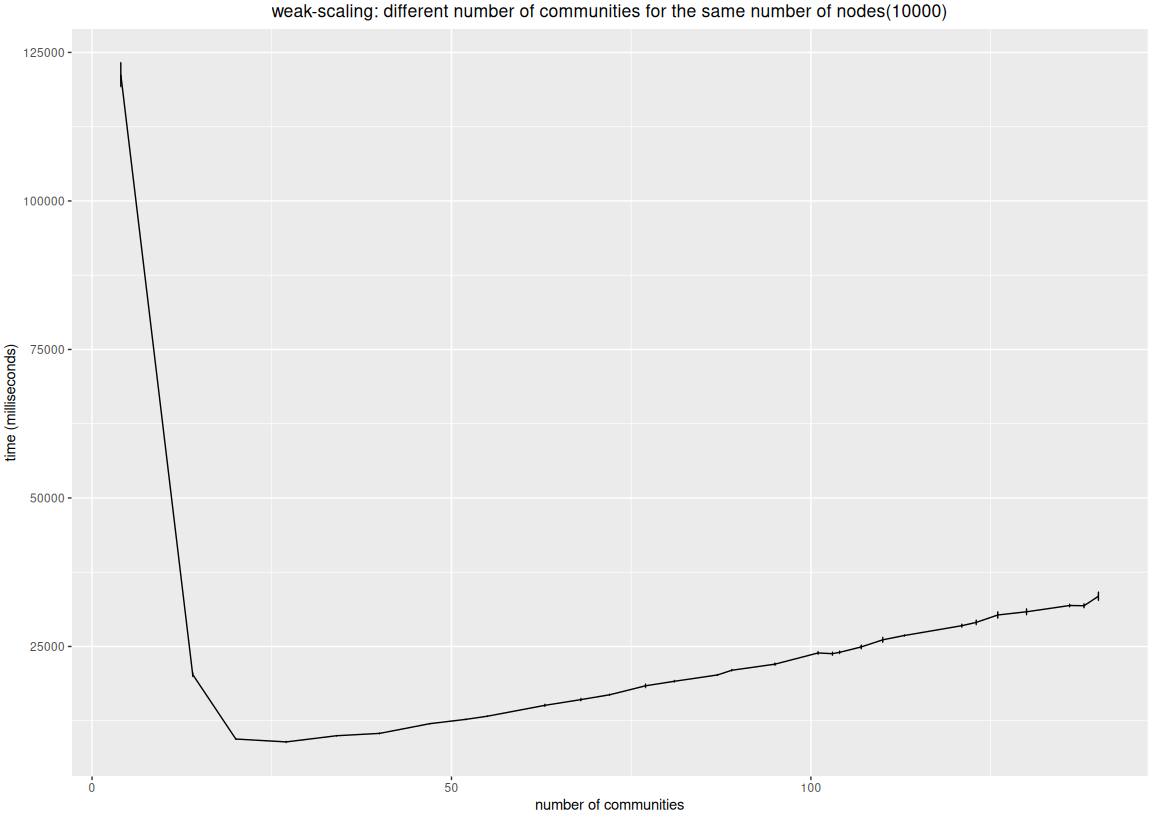 weak-scaling: different number of communities for the same number of nodes(10000)
125000
100000
75000
50000
25000
time (milliseconds)
0
50
100
number of communities